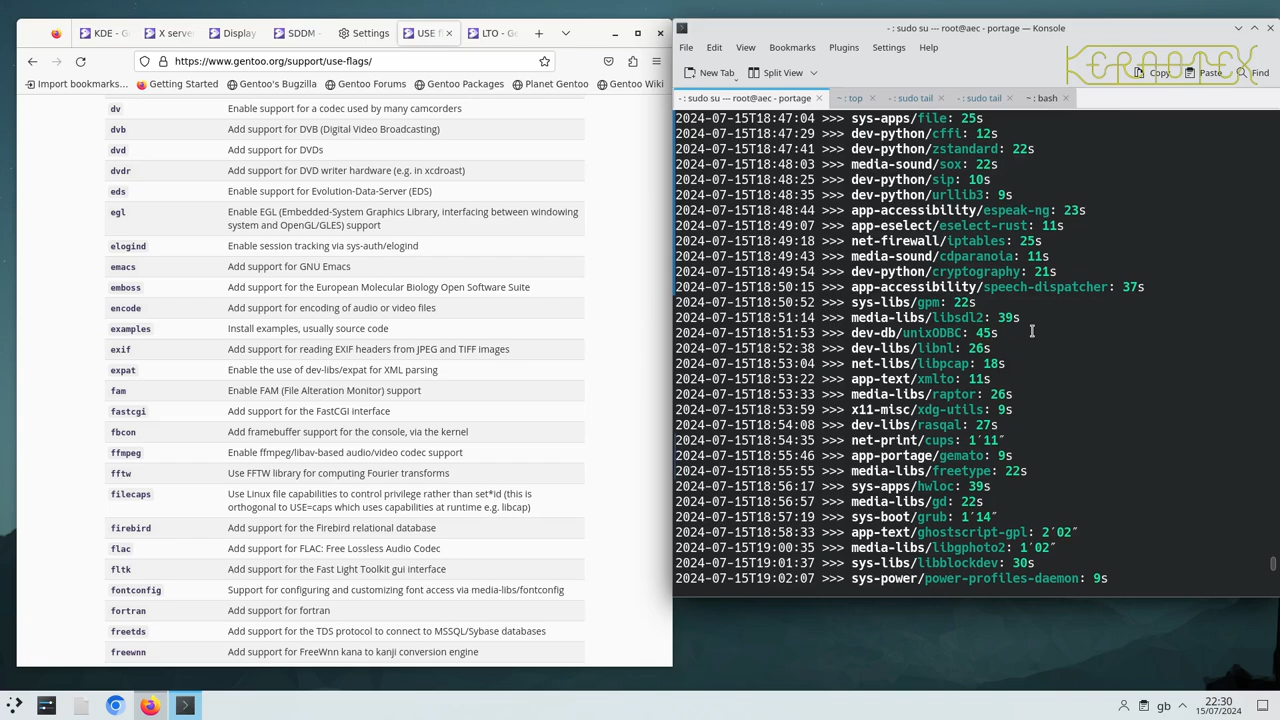 KDE - G
X serve
Display
SDDM -
Settings
USE f
LTO - Ge
https://www.gentoo.org/support/use-flags/
Import bookmarks...
Getting Started
Gentoo's Bugzilla
Gentoo Forums
Gentoo Packages
Planet Gentoo
dv Enable support for a codec used by many camcorders
dvb Add support for DVB (Digital Video Broadcasting)
dvd Add support for DVDs
dvdr Add support for DVD writer hardware (e.g. in xcdroast)
eds Enable support for Evolution-Data-Server (EDS)
egl Enable EGL (Embedded-System Graphics Library, interfacing between windowing
system and OpenGL/GLES) support
elogind Enable session tracking via sys-auth/elogind
emacs Add support for GNU Emacs
emboss Add support for the European Molecular Biology Open Software Suite
encode Add support for encoding of audio or video files
examples Install examples, usually source code
exif Add support for reading EXIF headers from JPEG and TIFF images
expat Enable the use of dev-libs/expat for XML parsing
fam Enable FAM (File Alteration Monitor) support
fastcgi Add support for the FastCGI interface
fbcon Add framebuffer support for the console, via the kernel
ffmpeg Enable ffmpeg/libav-based audio/video codec support
fftw Use FFTW library for computing Fourier transforms
filecaps Use Linux file capabilities to control privilege rather than set*id (this is
orthogonal to USE=caps which uses capabilities at runtime e.g. libcap)
firebird Add support for the Firebird relational database
flac Add support for FLAC: Free Lossless Audio Codec
fltk Add support for the Fast Light Toolkit gui interface
fontconfig Support for configuring and customizing font access via media-libs/fontconfig
fortran Add support for fortran
freetds Add support for the TDS protocol to connect to MSSQL/Sybase databases
freewnn Add support for FreeWnn kana to kanji conversion engine
- : sudo su --- root@aec - portage — Konsole
File Edit View Bookmarks Plugins Settings Help
New Tab Split View Copy Paste Find
- : sudo su --- root@aec - portage
~ : top
- : sudo tail
- : sudo tail
~ : bash
2024-07-15T18:47:04 >>> sys-apps/file: 25s
2024-07-15T18:47:29 >>> dev-python/cffi: 12s
2024-07-15T18:47:41 >>> dev-python/zstandard: 22s
2024-07-15T18:48:03 >>> media-sound/sox: 22s
2024-07-15T18:48:25 >>> dev-python/sip: 10s
2024-07-15T18:48:35 >>> dev-python/urllib3: 9s
2024-07-15T18:48:44 >>> app-accessibility/espeak-ng: 23s
2024-07-15T18:49:07 >>> app-eselect/eselect-rust: 11s
2024-07-15T18:49:18 >>> net-firewall/iptables: 25s
2024-07-15T18:49:43 >>> media-sound/cdparanoia: 11s
2024-07-15T18:49:54 >>> dev-python/cryptography: 21s
2024-07-15T18:50:15 >>> app-accessibility/speech-dispatcher: 37s
2024-07-15T18:50:52 >>> sys-libs/gpm: 22s
2024-07-15T18:51:14 >>> media-libs/libsdl2: 39s
2024-07-15T18:51:53 >>> dev-db/unixODBC: 45s
2024-07-15T18:52:38 >>> dev-libs/libnl: 26s
2024-07-15T18:53:04 >>> net-libs/libpcap: 18s
2024-07-15T18:53:22 >>> app-text/xmlto: 11s
2024-07-15T18:53:33 >>> media-libs/raptor: 26s
2024-07-15T18:53:59 >>> x11-misc/xdg-utils: 9s
2024-07-15T18:54:08 >>> dev-libs/rasqal: 27s
2024-07-15T18:54:35 >>> net-print/cups: 1′11″
2024-07-15T18:55:46 >>> app-portage/gemato: 9s
2024-07-15T18:55:55 >>> media-libs/freetype: 22s
2024-07-15T18:56:17 >>> sys-apps/hwloc: 39s
2024-07-15T18:56:57 >>> media-libs/gd: 22s
2024-07-15T18:57:19 >>> sys-boot/grub: 1′14″
2024-07-15T18:58:33 >>> app-text/ghostscript-gpl: 2′02″
2024-07-15T19:00:35 >>> media-libs/libgphoto2: 1′02″
2024-07-15T19:01:37 >>> sys-libs/libblockdev: 30s
2024-07-15T19:02:07 >>> sys-power/power-profiles-daemon: 9s
gb
22:30
15/07/2024